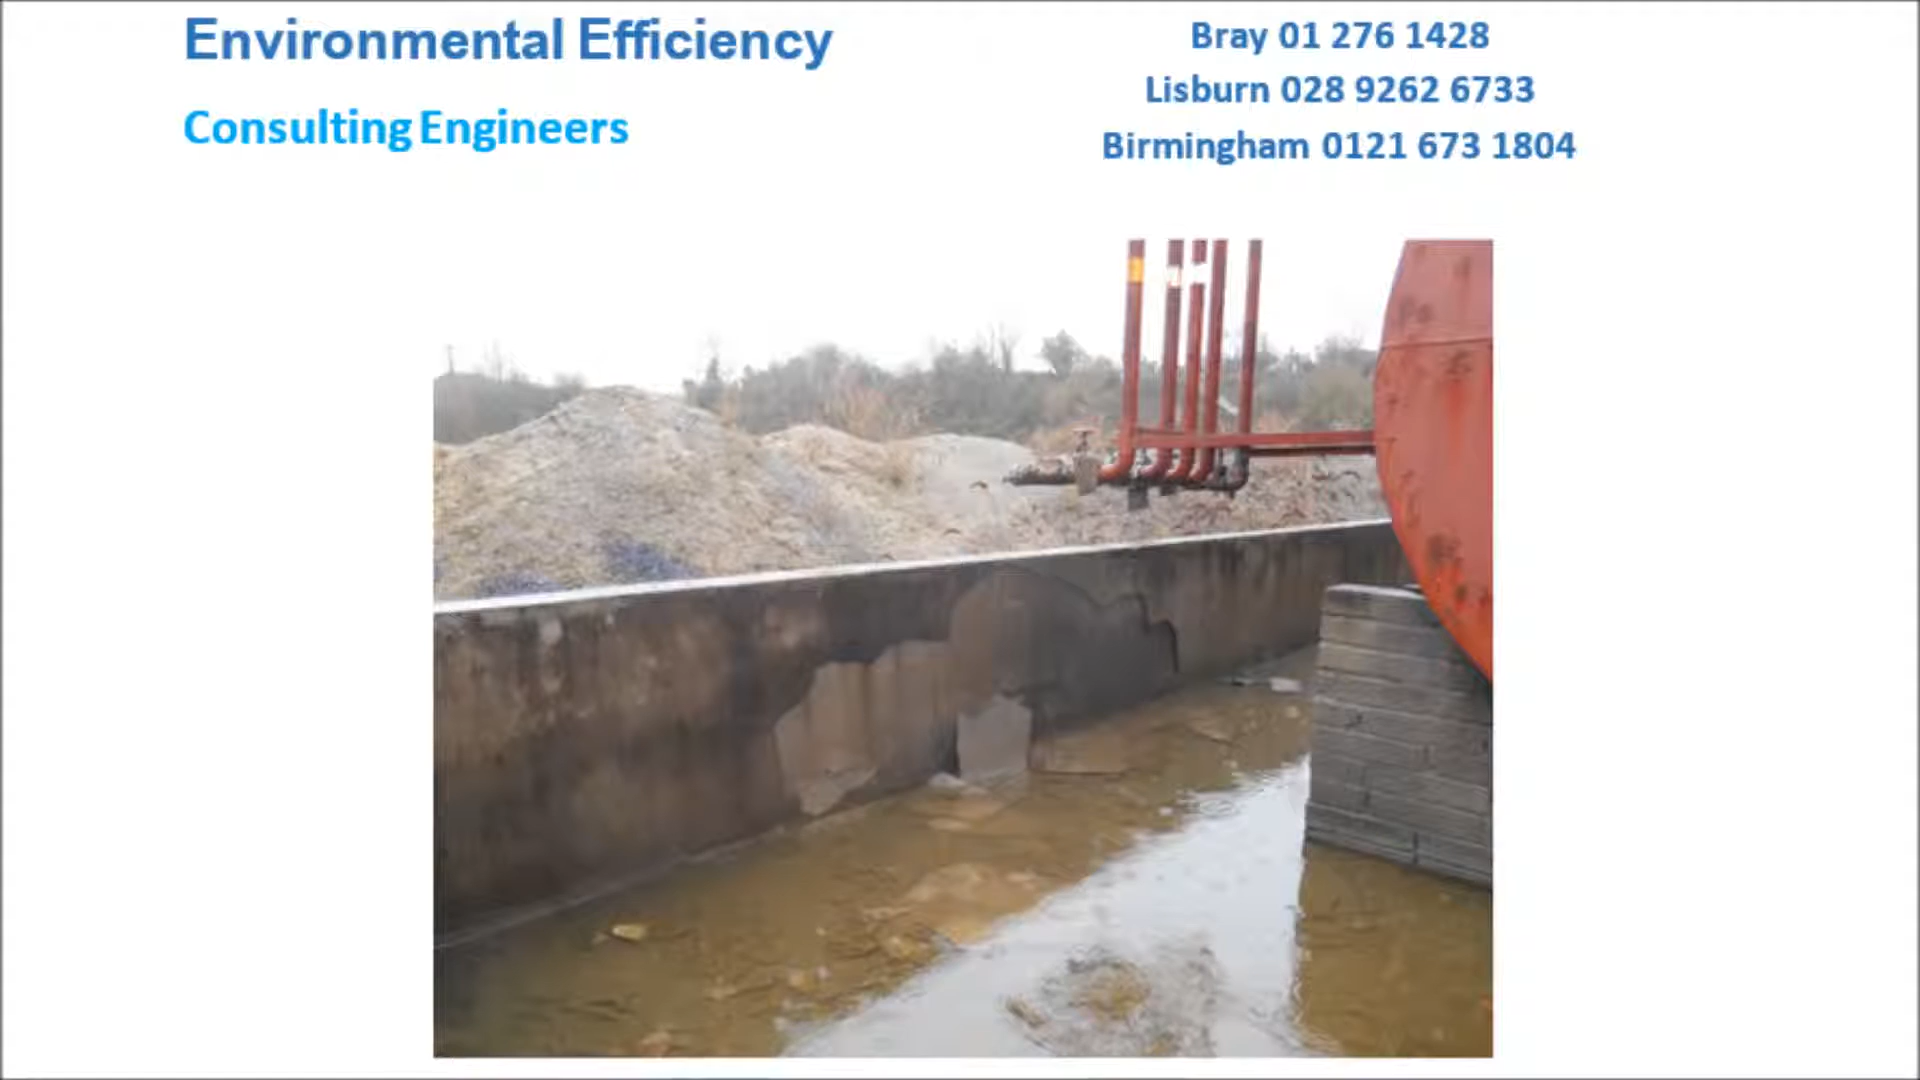 Environmental Efficiency
Consulting Engineers
Bray 01 276 1428
Lisburn 028 9262 6733
Birmingham 0121 673 1804